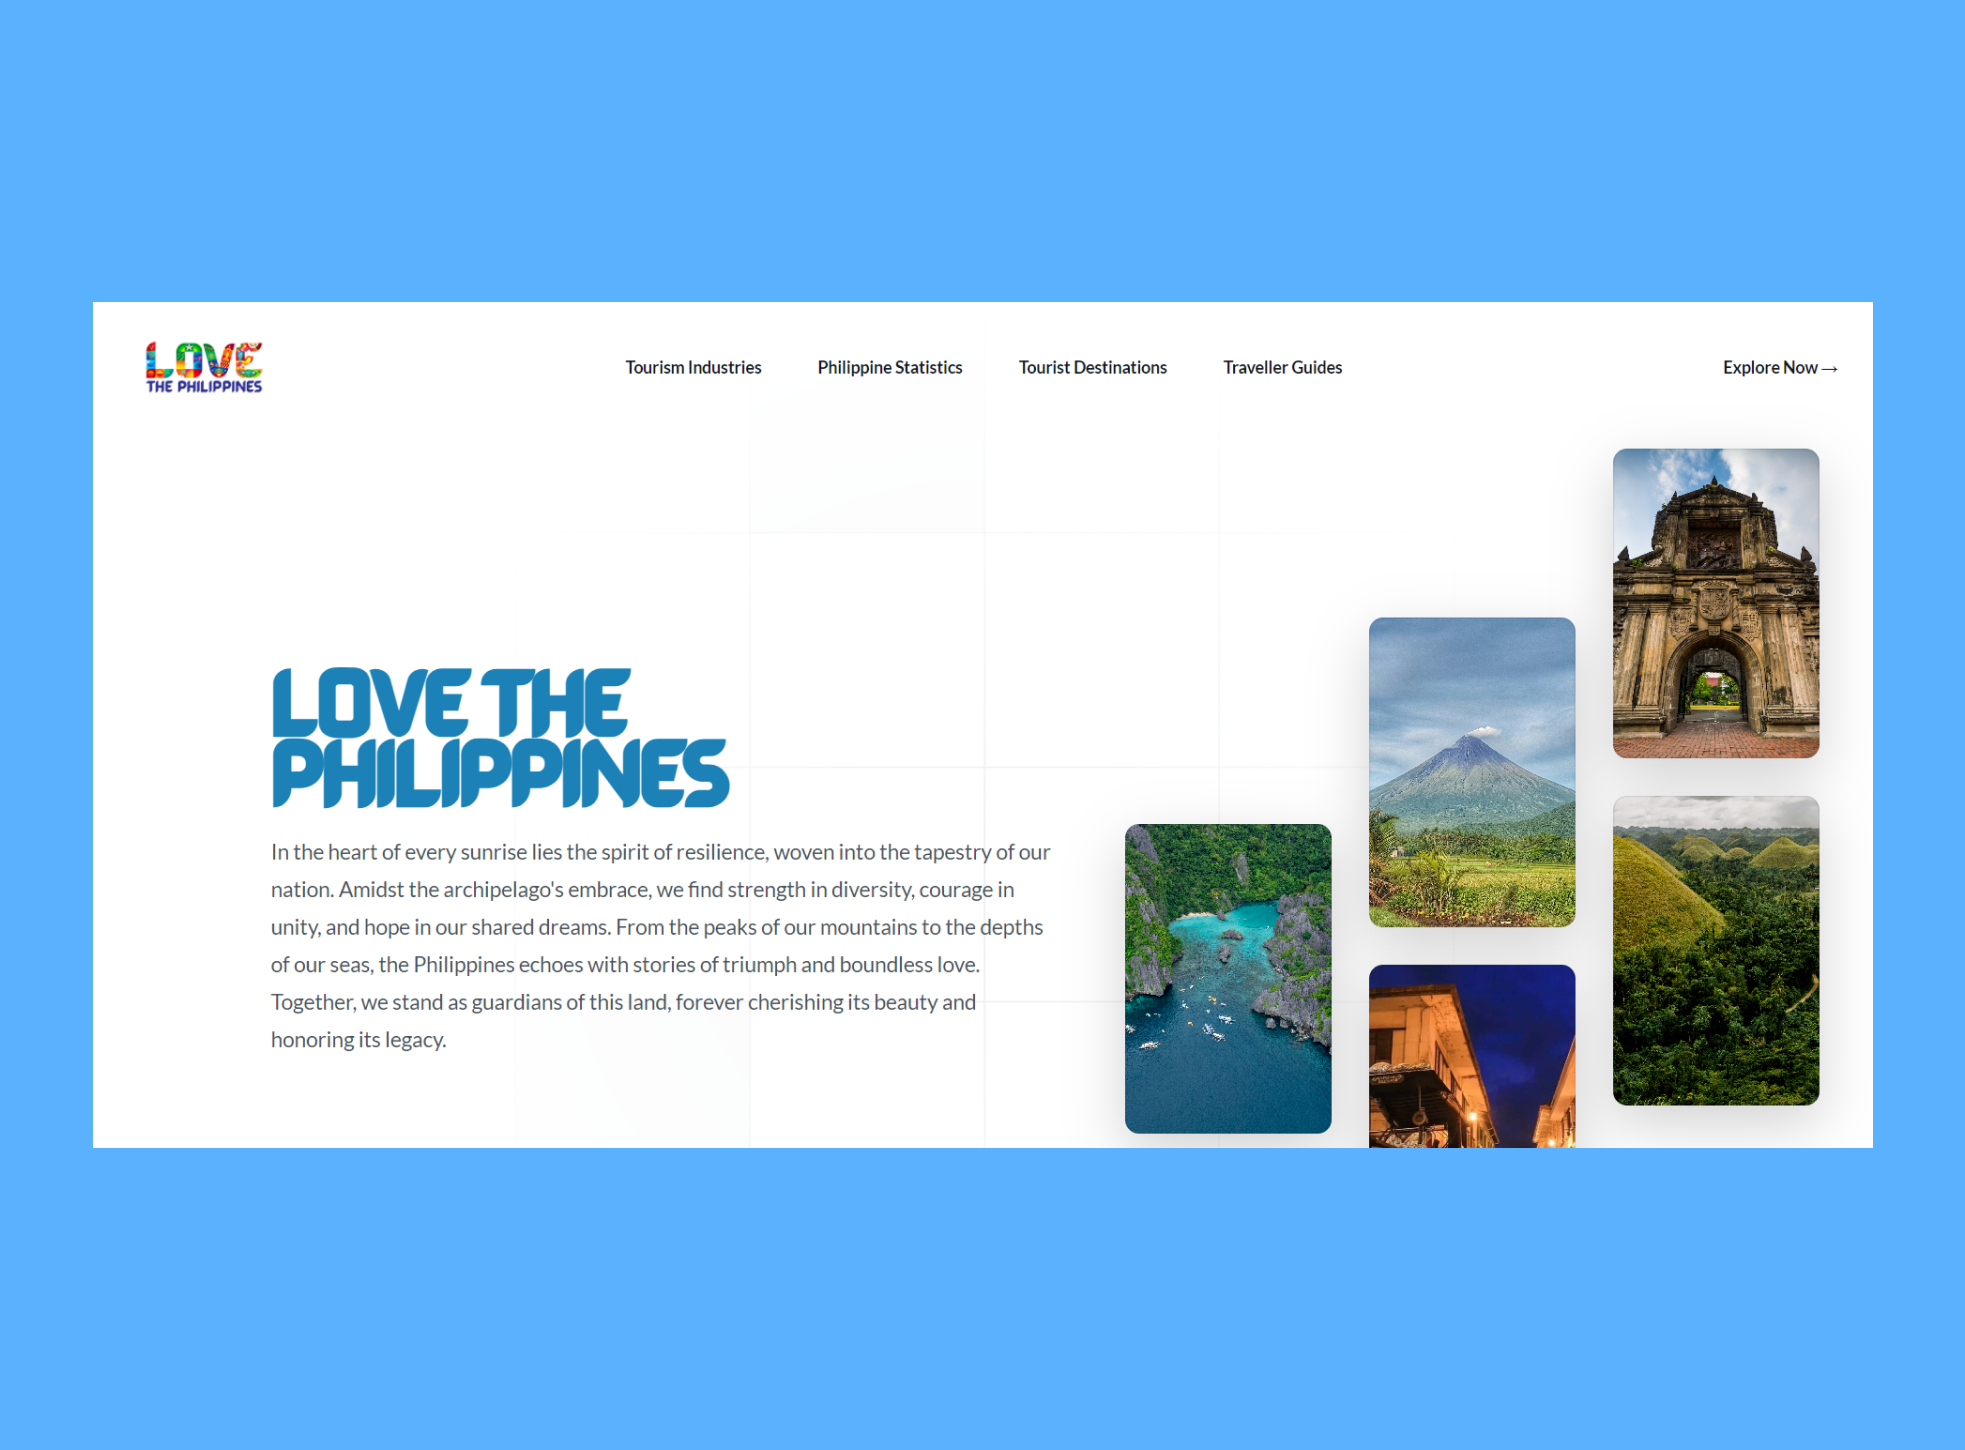 LOVE
THE PHILIPPINES
Tourism Industries
Philippine Statistics
Tourist Destinations
Traveller Guides
Explore Now →
LOVE THE
PHILIPPINES
In the heart of every sunrise lies the spirit of resilience, woven into the tapestry of our
nation. Amidst the archipelago's embrace, we find strength in diversity, courage in
unity, and hope in our shared dreams. From the peaks of our mountains to the depths
of our seas, the Philippines echoes with stories of triumph and boundless love.
Together, we stand as guardians of this land, forever cherishing its beauty and
honoring its legacy.